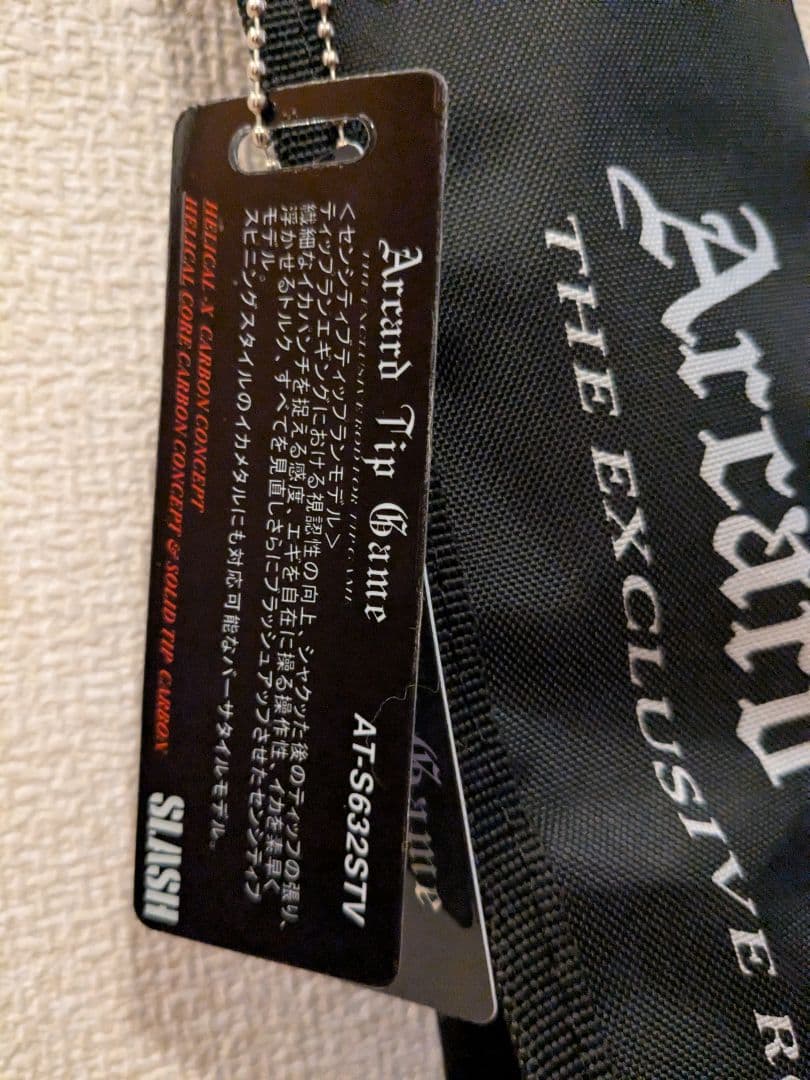 Arcard Tip Game
THE EXCLUSIVE ROD FOR TIP GAME
AT-S632STV
＜センシティブティップランモデル＞
ティップランエギングにおける視認性の向上、シャクッた後のティップの張り、
繊細なイカパンチを捉える感度、エギを自在に操る操作性、イカを素早く
浮かせるトルク、すべてを見直しさらにブラッシュアップさせたセンシティブ
モデル。
スピニングスタイルのイカメタルにも対応可能なバーサタイルモデル。
HELICAL-X CARBON CONCEPT
HELICAL CORE CARBON CONCEPT & SOLID TIP CARBON
SLASH
Game
THE EXCLUSIVE